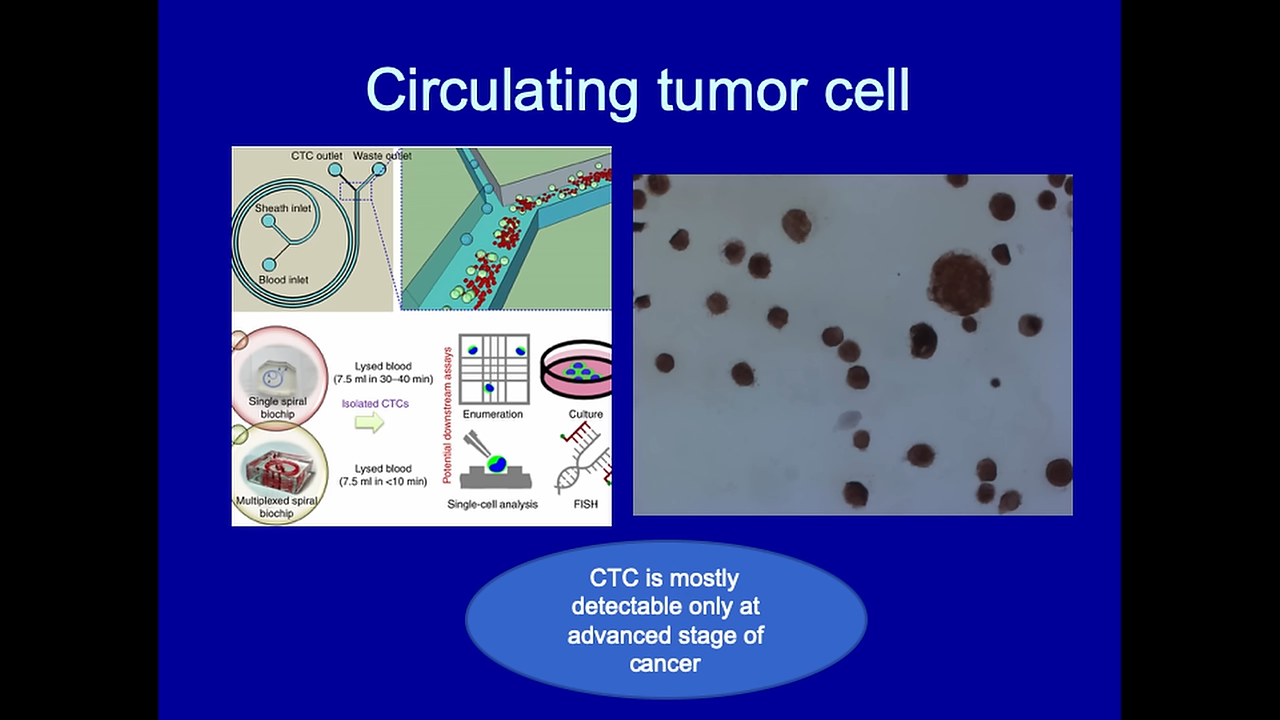 Circulating tumor cell
CTC outlet
Waste outlet
Sheath inlet
Blood inlet
Single spiral
biochip
Lysed blood
(7.5 ml in 30–40 min)
Isolated CTCs
Multiplexed spiral
biochip
Lysed blood
(7.5 ml in <10 min)
Potential downstream assays
Enumeration
Culture
Single-cell analysis
FISH
CTC is mostly
detectable only at
advanced stage of
cancer